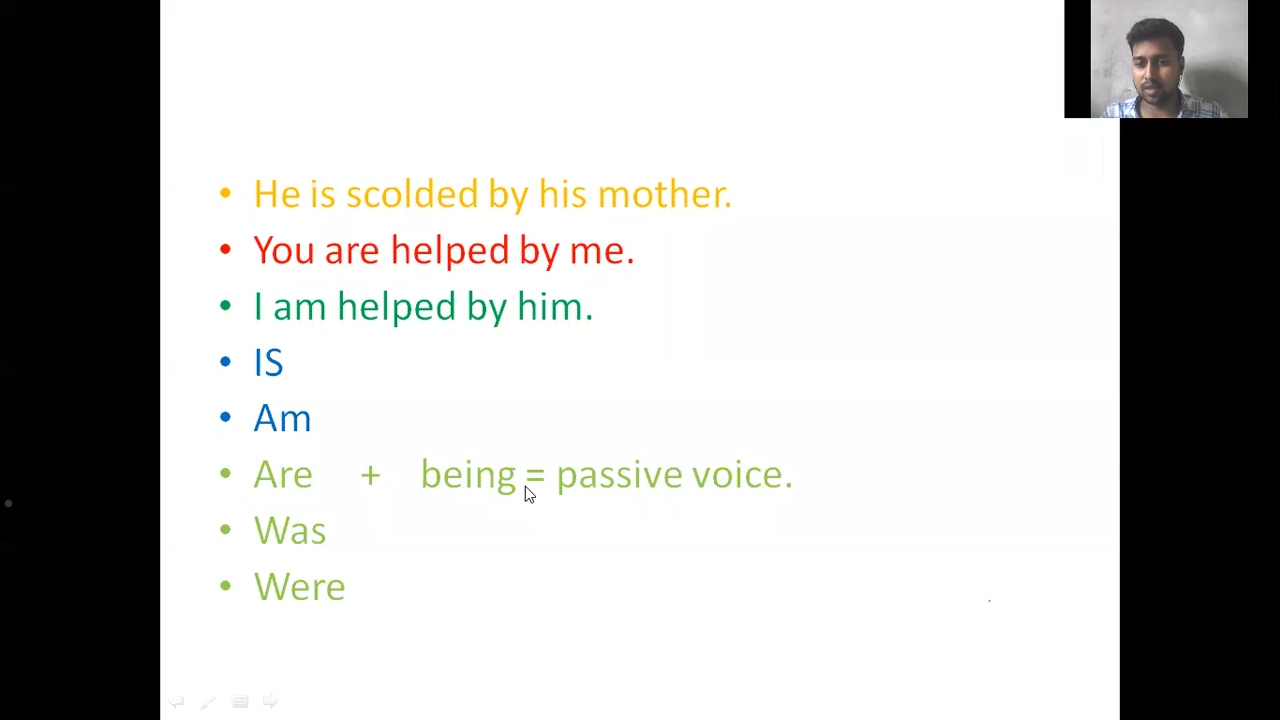 • He is scolded by his mother.
• You are helped by me.
• I am helped by him.
• IS
• Am
• Are + being = passive voice.
• Was
• Were